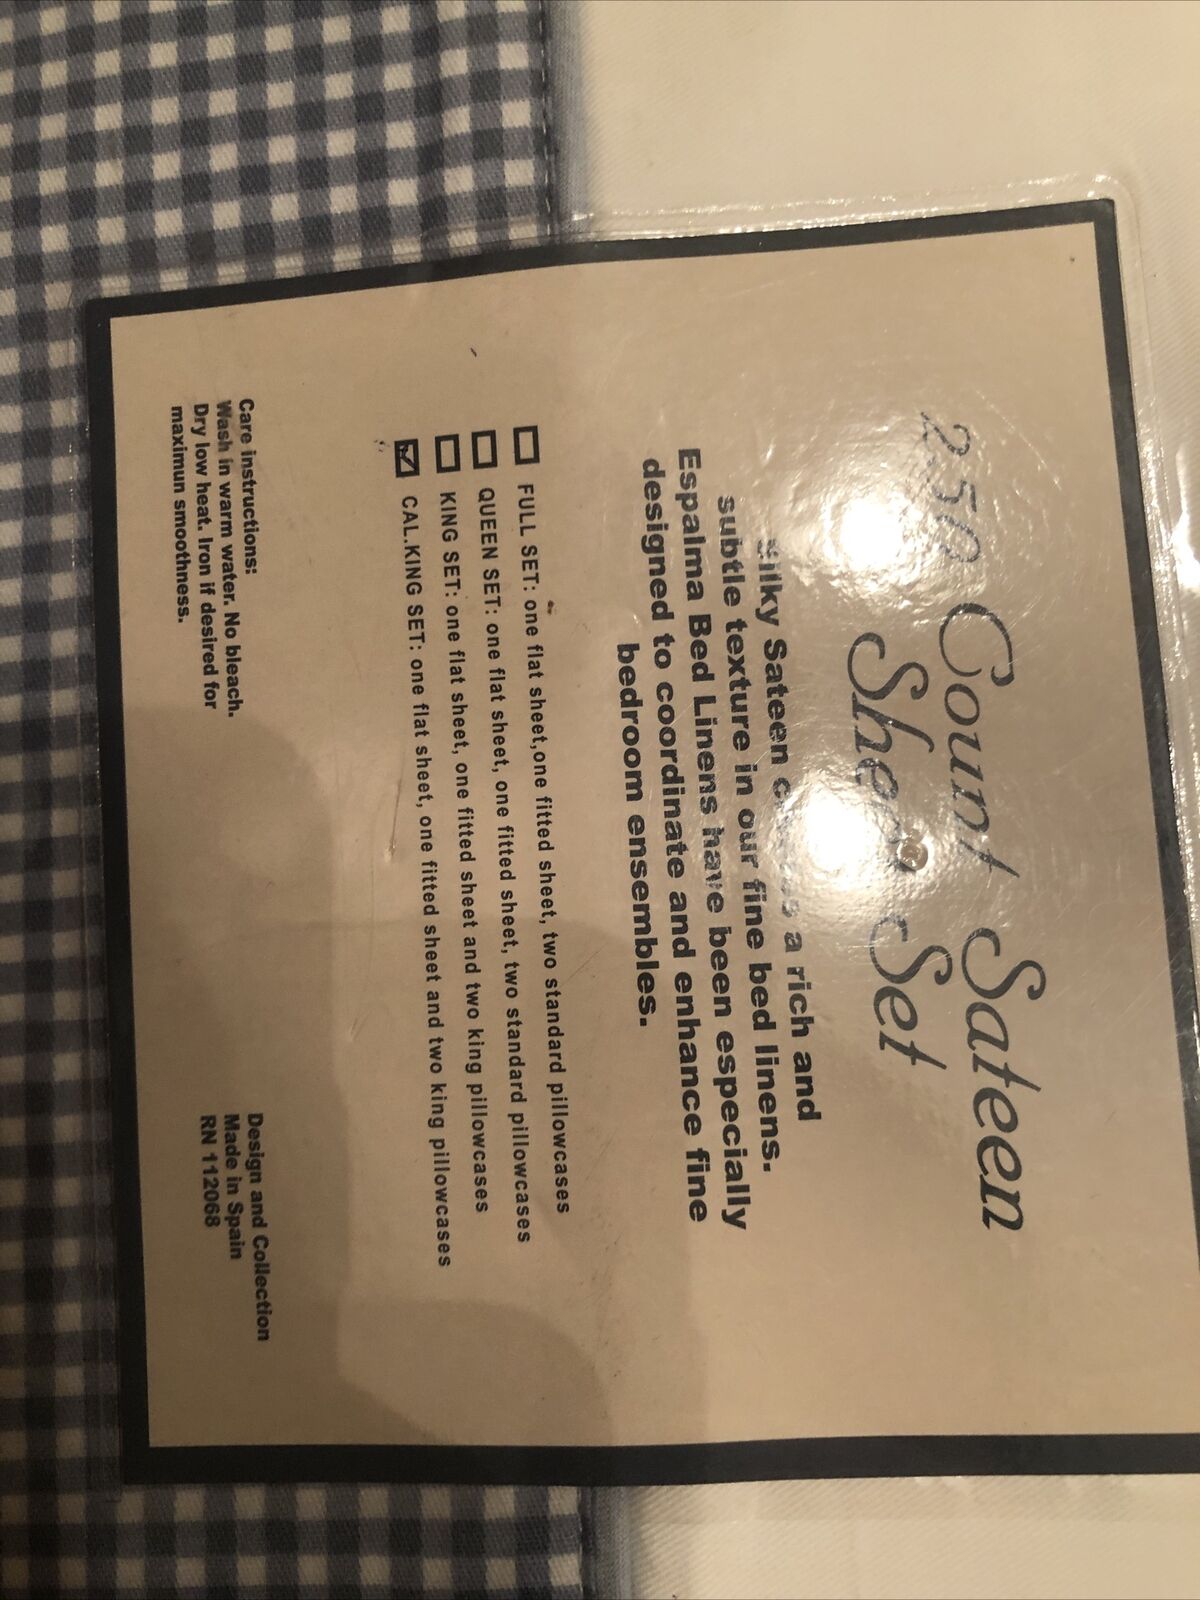 250 Count Sateen
Sheet Set
Silky Sateen a rich and
subtle texture in our fine bed linens.
Espalma Bed Linens have been especially
designed to coordinate and enhance fine
bedroom ensembles.
FULL SET: one flat sheet,one fitted sheet, two standard pillowcases
QUEEN SET: one flat sheet, one fitted sheet, two standard pillowcases
KING SET: one flat sheet, one fitted sheet and two king pillowcases
CAL.KING SET: one flat sheet, one fitted sheet and two king pillowcases
Care instructions:
Wash in warm water. No bleach.
Dry low heat. Iron if desired for
maximun smoothness.
Design and Collection
Made in Spain
RN 112068